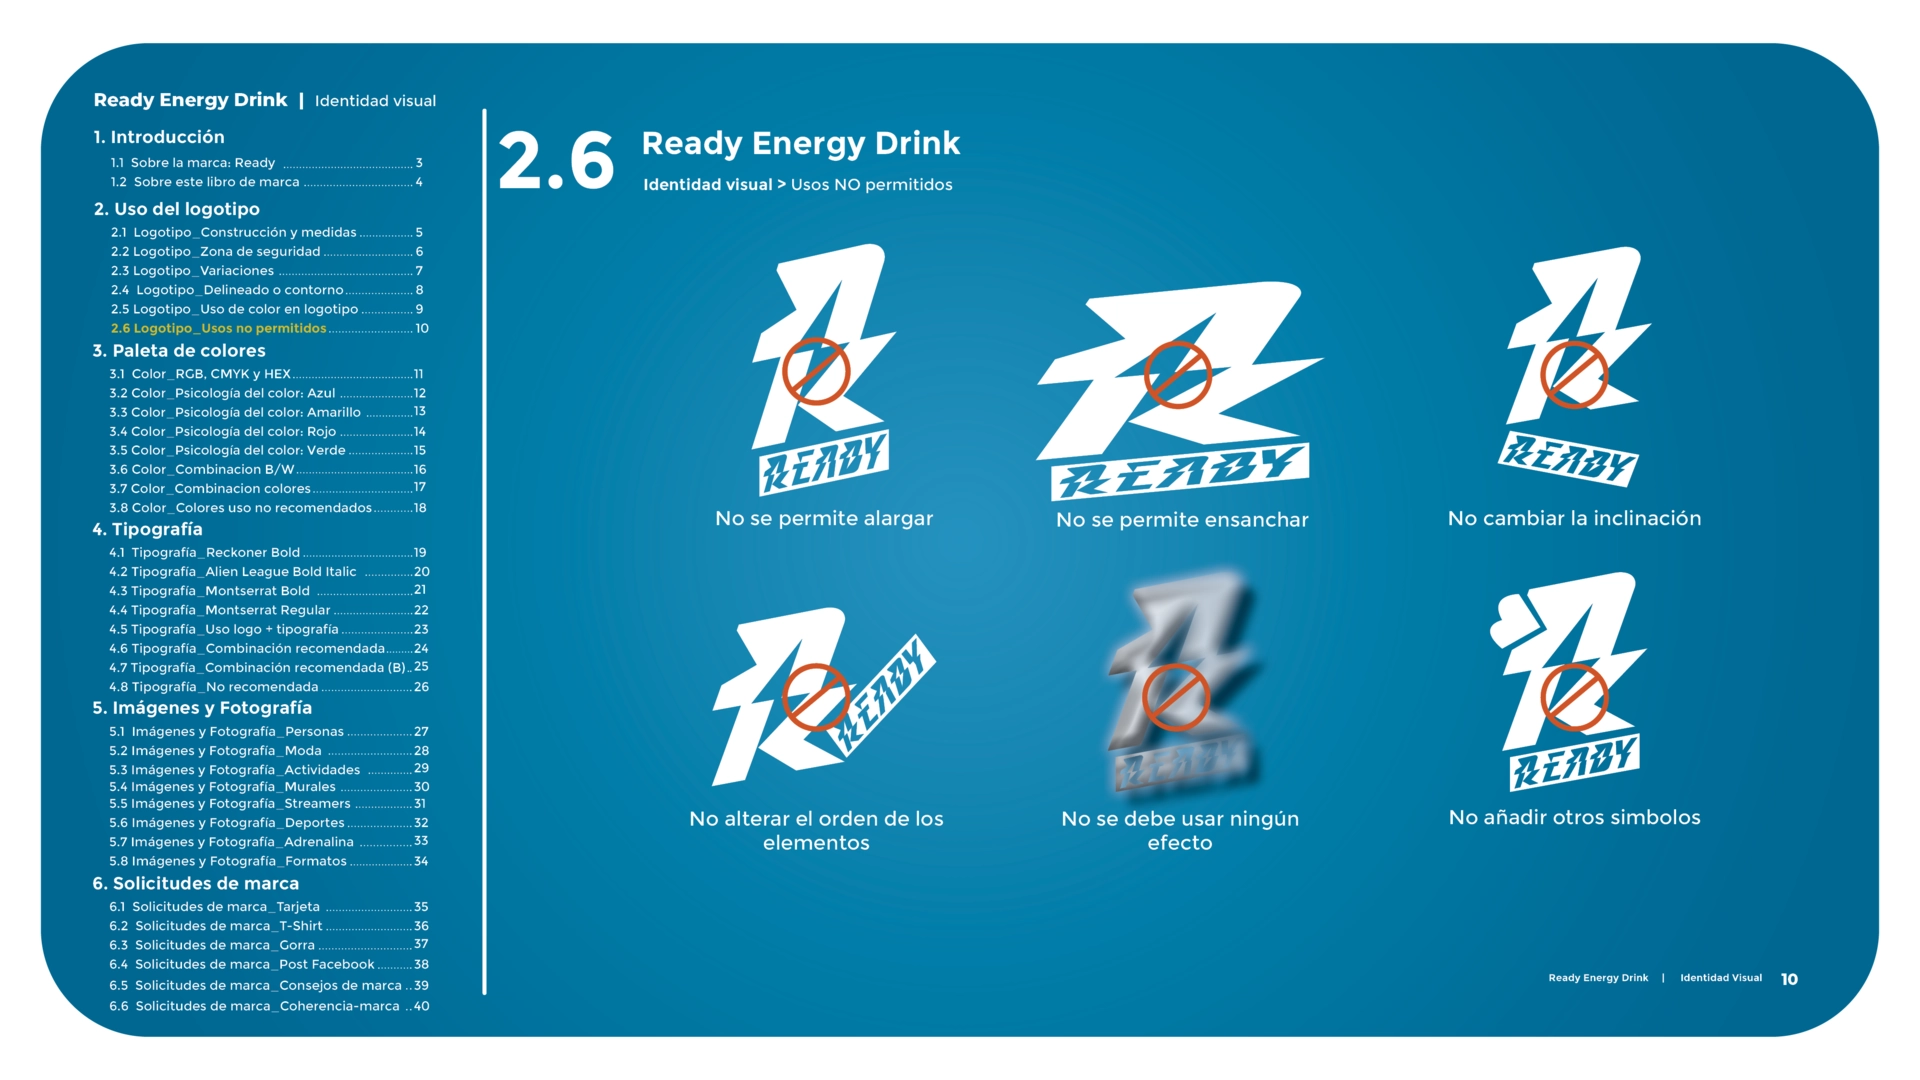 Ready Energy Drink | Identidad visual
1. Introducción
1.1 Sobre la marca: Ready ............................................ 3
1.2 Sobre este libro de marca ..................................... 4
2. Uso del logotipo
2.1 Logotipo_Construcción y medidas ................. 5
2.2 Logotipo_Zona de seguridad ............................. 6
2.3 Logotipo_Variaciones ........................................... 7
2.4 Logotipo_Delineado o contorno ...................... 8
2.5 Logotipo_Uso de color en logotipo ................. 9
2.6 Logotipo_Usos no permitidos ........................... 10
3. Paleta de colores
3.1 Color_RGB, CMYK y HEX ....................................... 11
3.2 Color_Psicología del color: Azul ....................... 12
3.3 Color_Psicología del color: Amarillo ............... 13
3.4 Color_Psicología del color: Rojo ....................... 14
3.5 Color_Psicología del color: Verde ..................... 15
3.6 Color_Combinacion B/W ...................................... 16
3.7 Color_Combinacion colores ................................ 17
3.8 Color_Colores uso no recomendados ............ 18
4. Tipografía
4.1 Tipografía_Reckoner Bold ................................... 19
4.2 Tipografía_Alien League Bold Italic ............... 20
4.3 Tipografía_Montserrat Bold .............................. 21
4.4 Tipografía_Montserrat Regular ......................... 22
4.5 Tipografía_Uso logo + tipografía ....................... 23
4.6 Tipografía_Combinación recomendada ........ 24
4.7 Tipografía_Combinación recomendada (B) .. 25
4.8 Tipografía_No recomendada ............................. 26
5. Imágenes y Fotografía
5.1 Imágenes y Fotografía_Personas ..................... 27
5.2 Imágenes y Fotografía_Moda ........................... 28
5.3 Imágenes y Fotografía_Actividades .............. 29
5.4 Imágenes y Fotografía_Murales ....................... 30
5.5 Imágenes y Fotografía_Streamers .................. 31
5.6 Imágenes y Fotografía_Deportes ..................... 32
5.7 Imágenes y Fotografía_Adrenalina ................. 33
5.8 Imágenes y Fotografía_Formatos .................... 34
6. Solicitudes de marca
6.1 Solicitudes de marca_Tarjeta ........................... 35
6.2 Solicitudes de marca_T-Shirt ........................... 36
6.3 Solicitudes de marca_Gorra ............................. 37
6.4 Solicitudes de marca_Post Facebook ........... 38
6.5 Solicitudes de marca_Consejos de marca .. 39
6.6 Solicitudes de marca_Coherencia-marca .. 40
2.6 Ready Energy Drink
Identidad visual > Usos NO permitidos
READY
READY
READY
No se permite alargar
No se permite ensanchar
No cambiar la inclinación
READY
READY
READY
No alterar el orden de los
elementos
No se debe usar ningún
efecto
No añadir otros simbolos
Ready Energy Drink | Identidad Visual 10